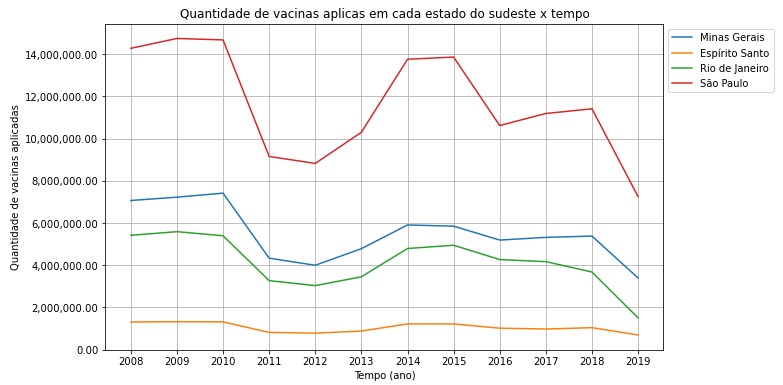 Quantidade de vacinas aplicas em cada estado do sudeste x tempo
Minas Gerais
Espírito Santo
Rio de Janeiro
São Paulo
Quantidade de vacinas aplicadas
14,000,000.00
12,000,000.00
10,000,000.00
8,000,000.00
6,000,000.00
4,000,000.00
2,000,000.00
0.00
2008 2009 2010 2011 2012 2013 2014 2015 2016 2017 2018 2019
Tempo (ano)